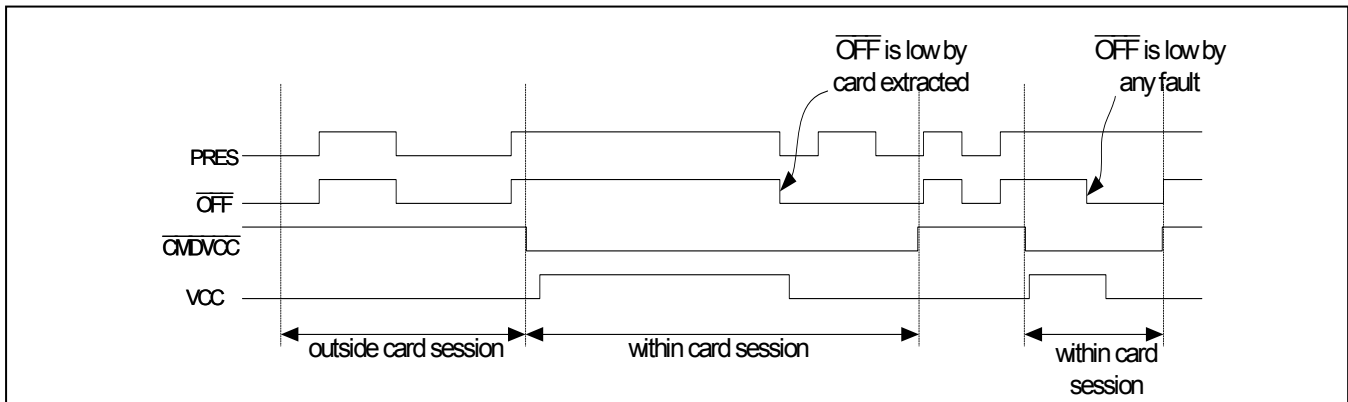 OFF is low by
card extracted
OFF is low by
any fault
PRES
OFF
CMDVCC
VCC
outside card session
within card session
within card
session